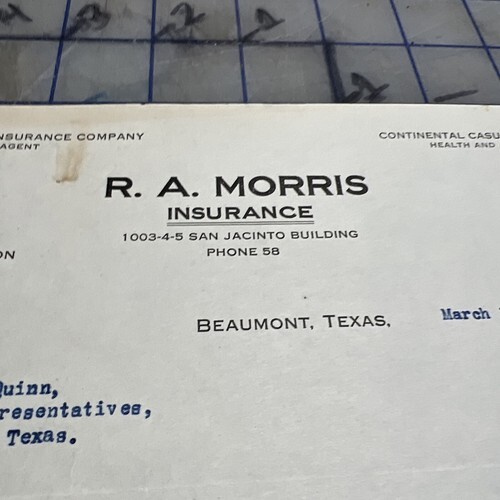 INSURANCE COMPANY
AGENT
CONTINENTAL CASU
HEALTH AND
R. A. MORRIS
INSURANCE
1003-4-5 SAN JACINTO BUILDING
PHONE 58
ON
BEAUMONT, TEXAS,
March
Quinn,
resentatives,
Texas.